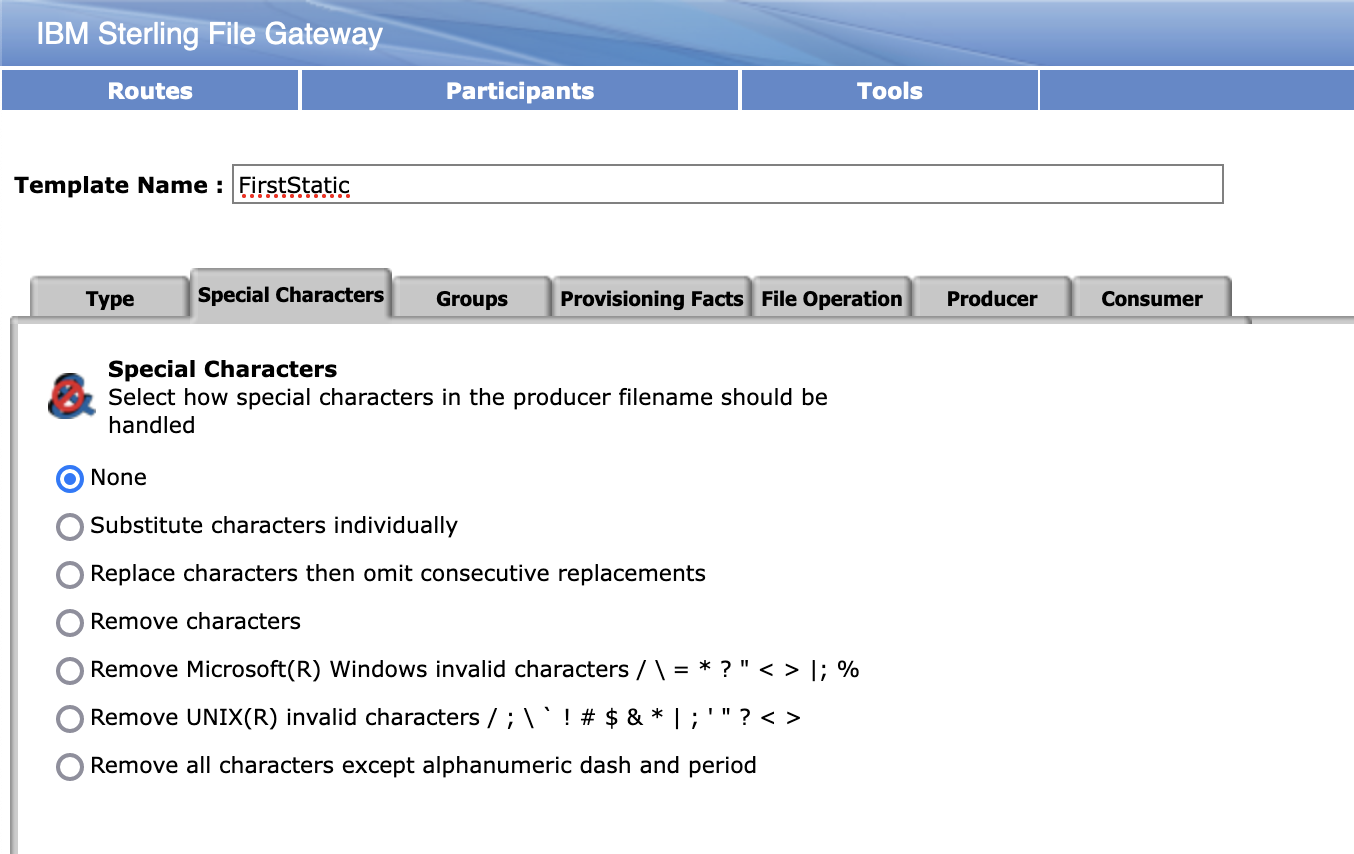 IBM Sterling File Gateway
Routes Participants Tools
Template Name : FirstStatic
Type Special Characters Groups Provisioning Facts File Operation Producer Consumer
Special Characters
Select how special characters in the producer filename should be
handled
None
Substitute characters individually
Replace characters then omit consecutive replacements
Remove characters
Remove Microsoft(R) Windows invalid characters / \ = * ? " < > |; %
Remove UNIX(R) invalid characters / ; \ ` ! # $ & * | ; ' " ? < >
Remove all characters except alphanumeric dash and period